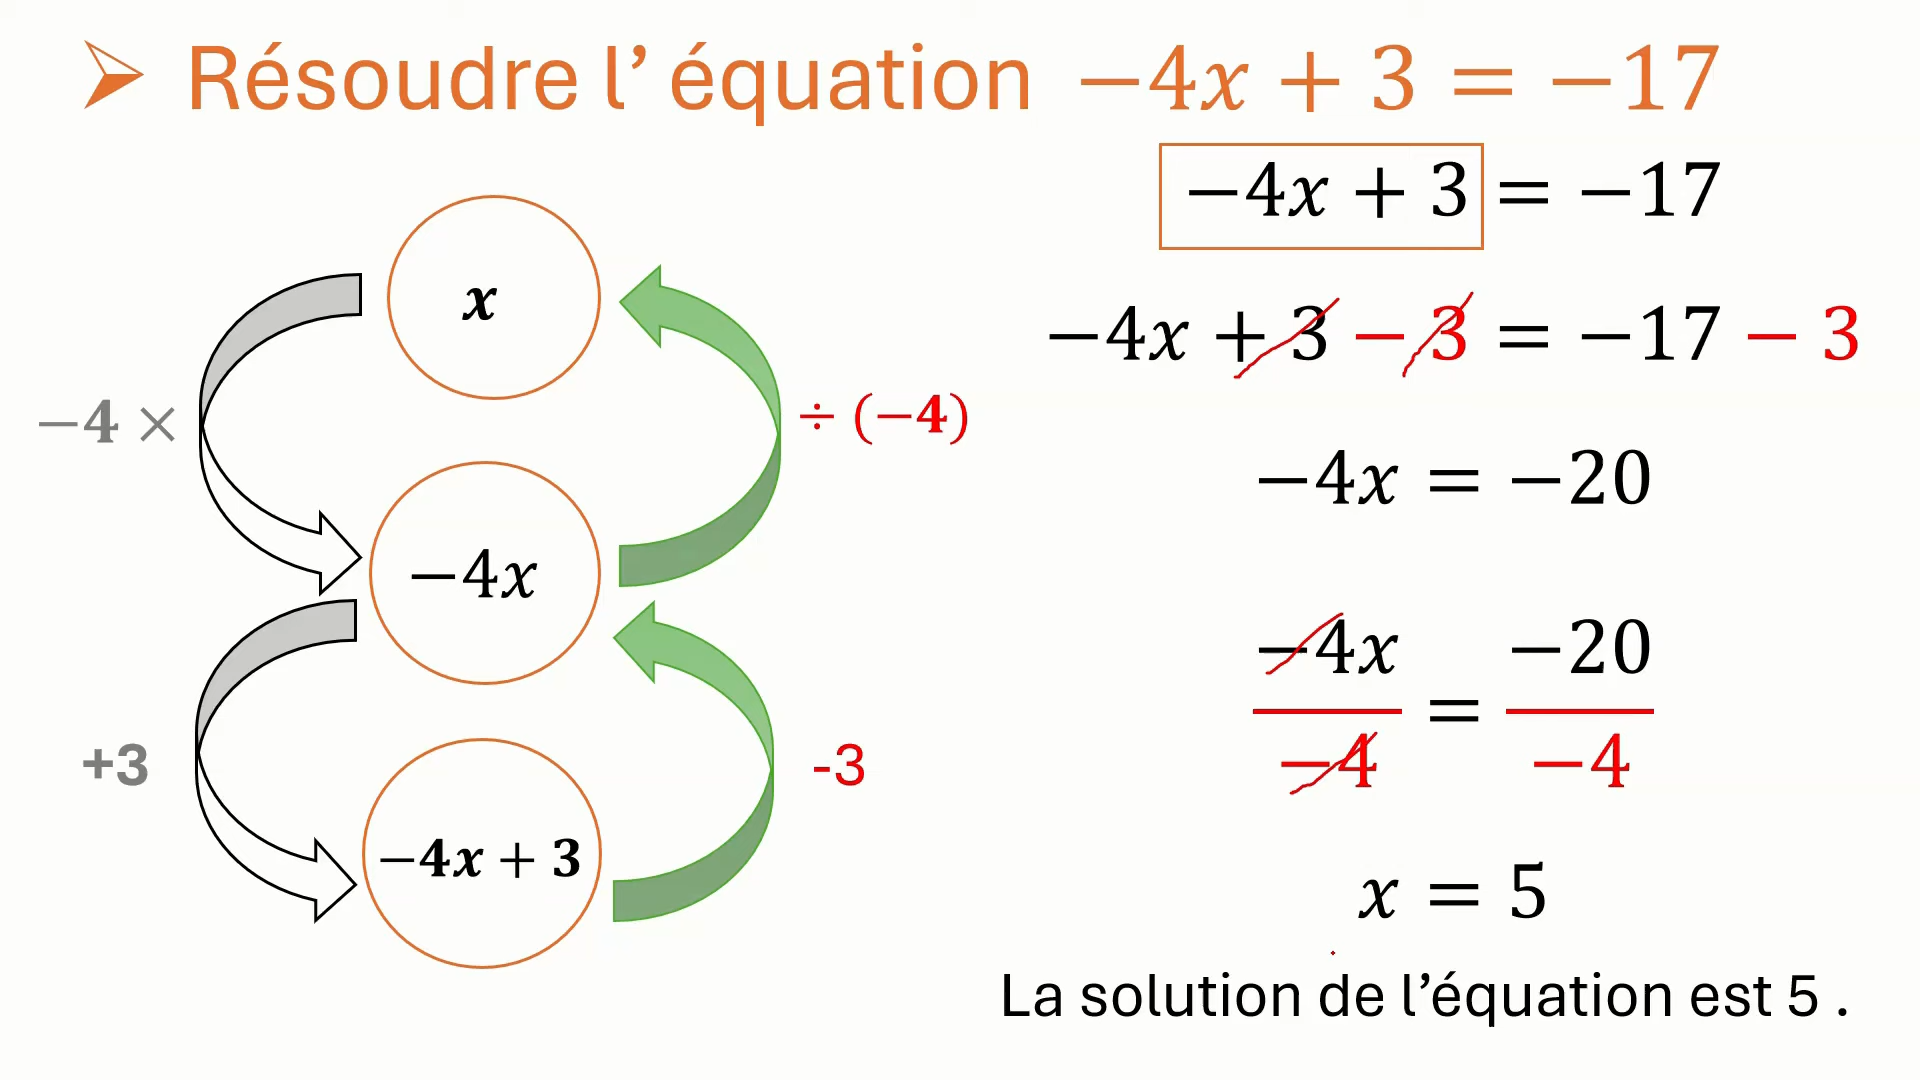 ➢ Résoudre l’ équation −4x + 3 = −17
−4x + 3 = −17
x
−4x + 3 − 3 = −17 − 3
−4 ×
÷ (−4)
−4x = −20
−4x
−4x / −4 = −20 / −4
+3
-3
−4x + 3
x = 5
La solution de l’équation est 5 .